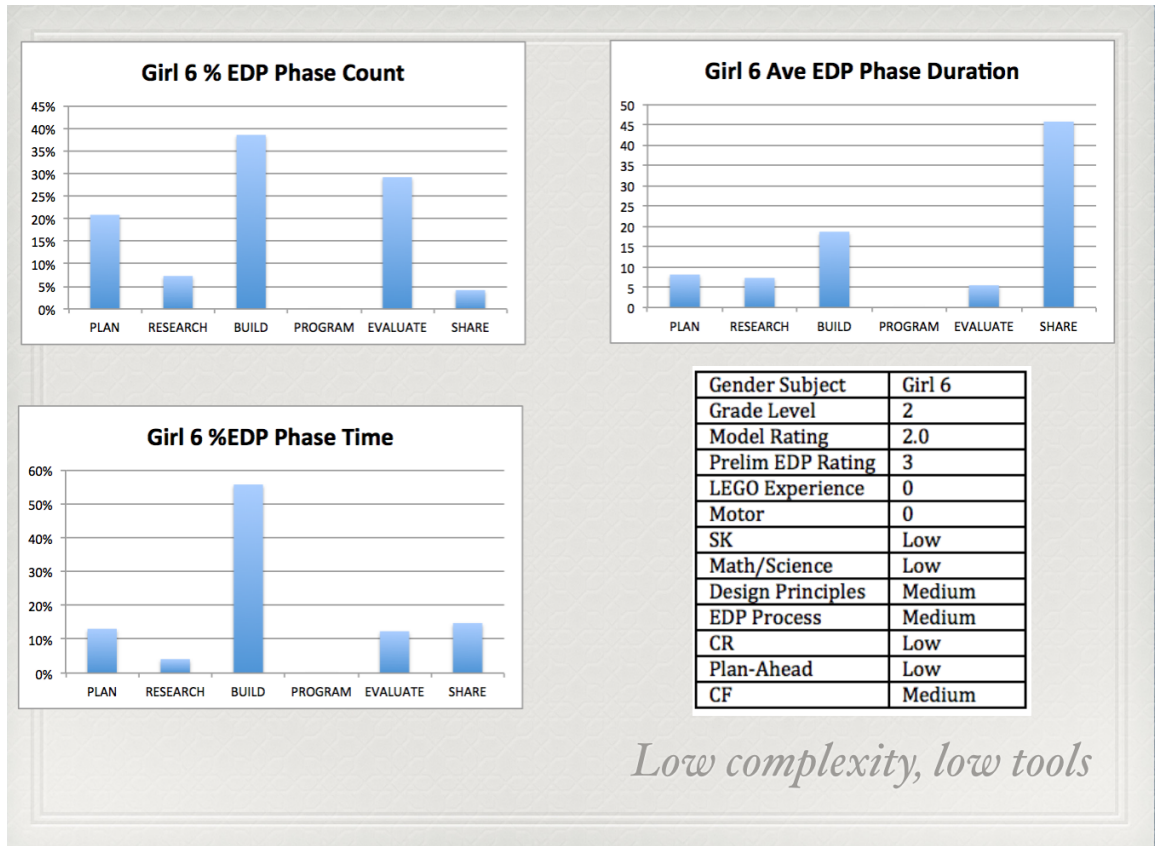 Girl 6 % EDP Phase Count
45%
40%
35%
30%
25%
20%
15%
10%
5%
0%
PLAN RESEARCH BUILD PROGRAM EVALUATE SHARE
Girl 6 Ave EDP Phase Duration
50
45
40
35
30
25
20
15
10
5
0
PLAN RESEARCH BUILD PROGRAM EVALUATE SHARE
Girl 6 %EDP Phase Time
60%
50%
40%
30%
20%
10%
0%
PLAN RESEARCH BUILD PROGRAM EVALUATE SHARE
Gender Subject Girl 6
Grade Level 2
Model Rating 2.0
Prelim EDP Rating 3
LEGO Experience 0
Motor 0
SK Low
Math/Science Low
Design Principles Medium
EDP Process Medium
CR Low
Plan-Ahead Low
CF Medium
Low complexity, low tools